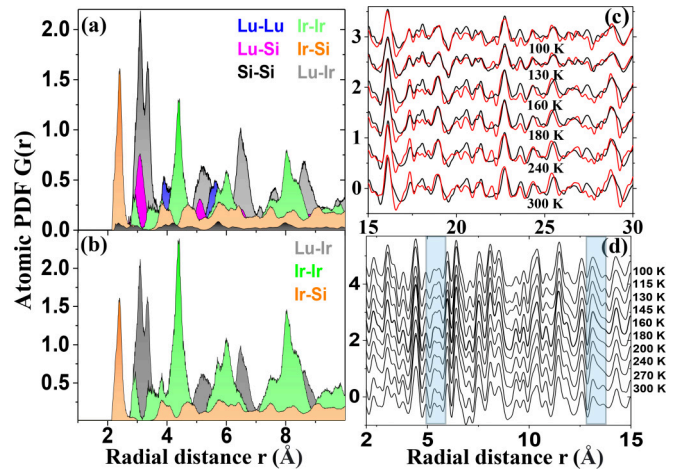 (a)
Lu-Lu Ir-Ir
Lu-Si Ir-Si
Si-Si Lu-Ir
2.0
1.5
1.0
0.5
(b)
Lu-Ir
Ir-Ir
Ir-Si
2.0
1.5
1.0
0.5
2 4 6 8
Atomic PDF G(r)
Radial distance r (Å)
(c)
3
2
1
0
100 K
130 K
160 K
180 K
240 K
300 K
15 20 25 30
(d)
4
2
0
100 K
115 K
130 K
145 K
160 K
180 K
200 K
240 K
270 K
300 K
2 5 10 15
Radial distance r (Å)